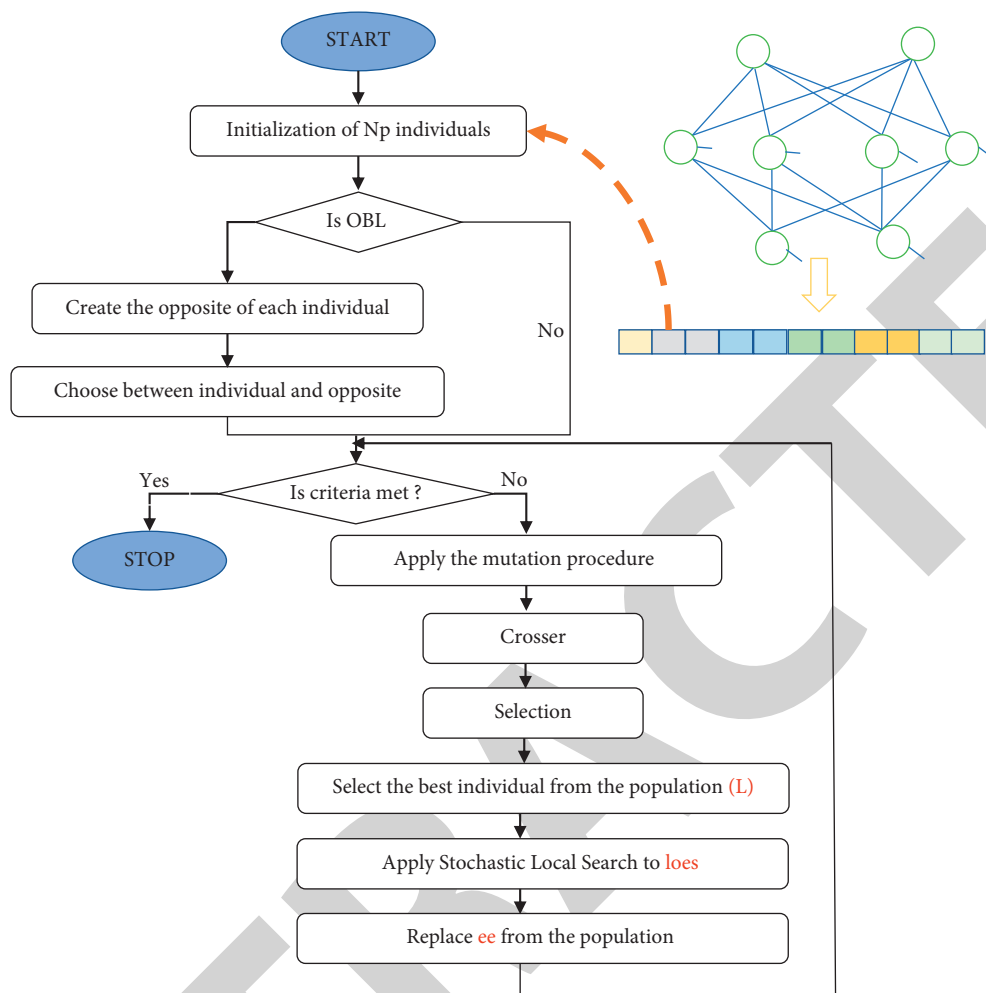 START
Initialization of Np individuals
Is OBL
Create the opposite of each individual
No
Choose between individual and opposite
Yes
Is criteria met ?
No
STOP
Apply the mutation procedure
Crosser
Selection
Select the best individual from the population (L)
Apply Stochastic Local Search to loes
Replace ee from the population
TRACTE